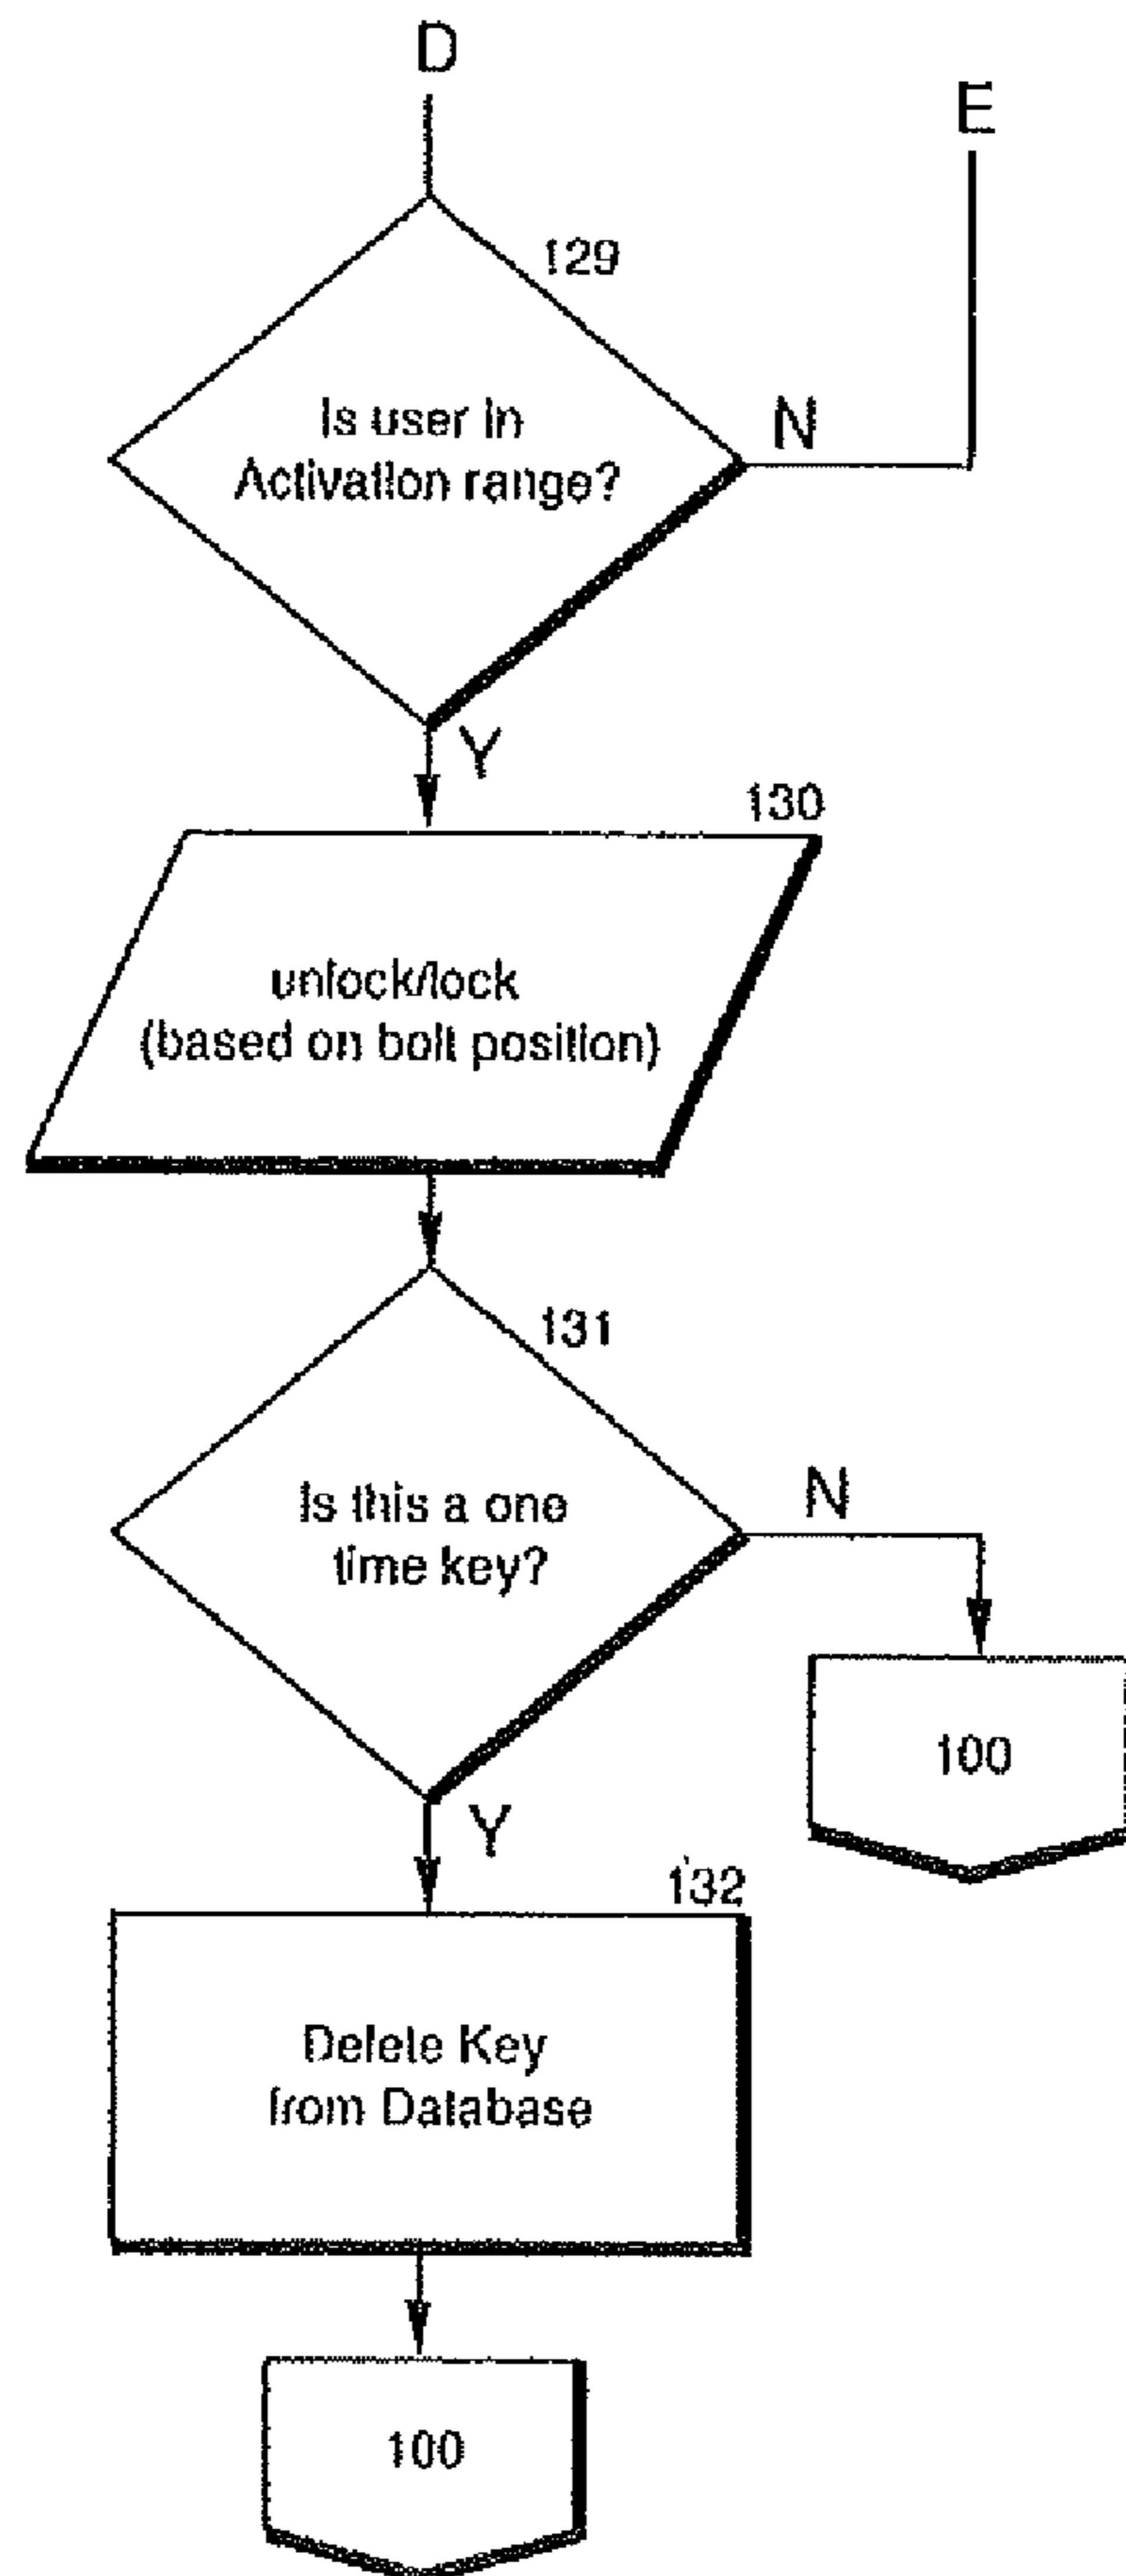 D
E
129
Is user in
Activation range?
N
Y
130
unlock/lock
(based on bolt position)
131
Is this a one
time key?
N
100
Y
132
Delete Key
from Database
100